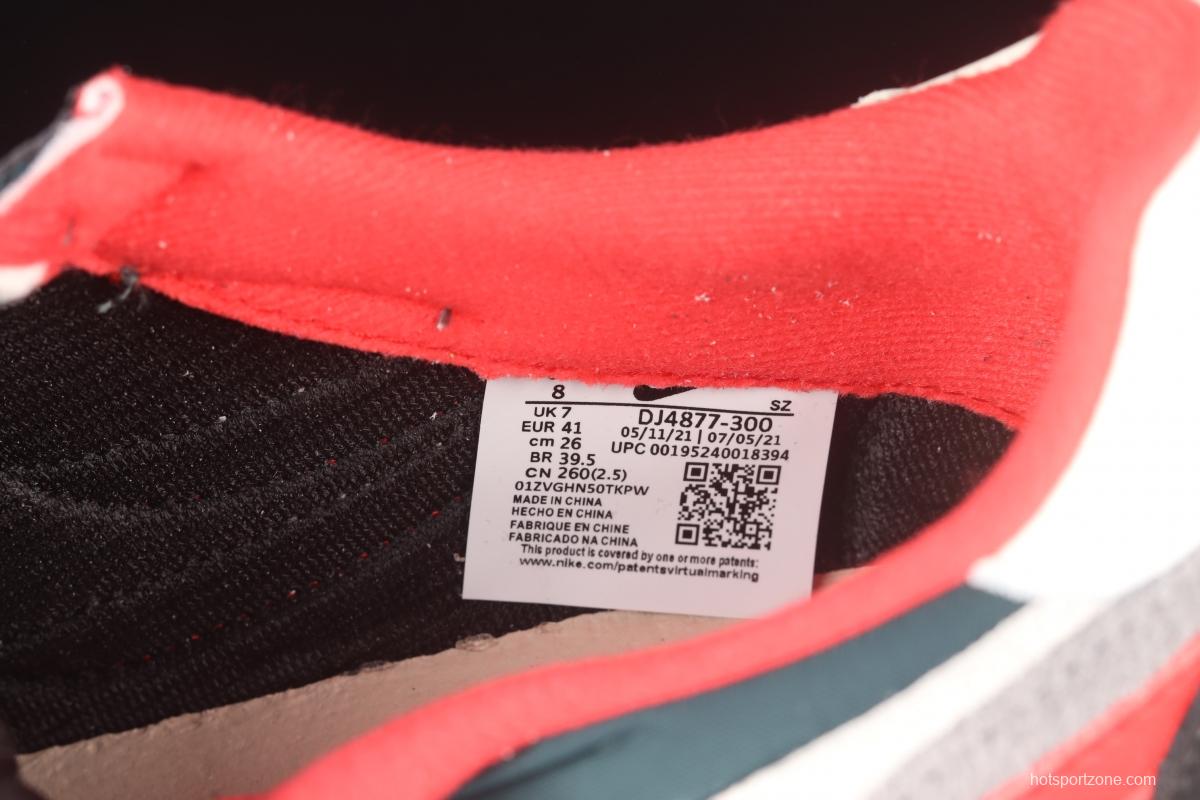 8
SZ
UK 7
DJ4877-300
EUR 41
05/11/21 | 07/05/21
cm 26
UPC 00195240018394
BR 39.5
CN 260(2.5)
01ZVGHN50TKPW
MADE IN CHINA
HECHO EN CHINA
FABRIQUE EN CHINE
FABRICADO NA CHINA
This product is covered by one or more patents:
www.nike.com/patentsvirtualmarking
hotsportzone.com